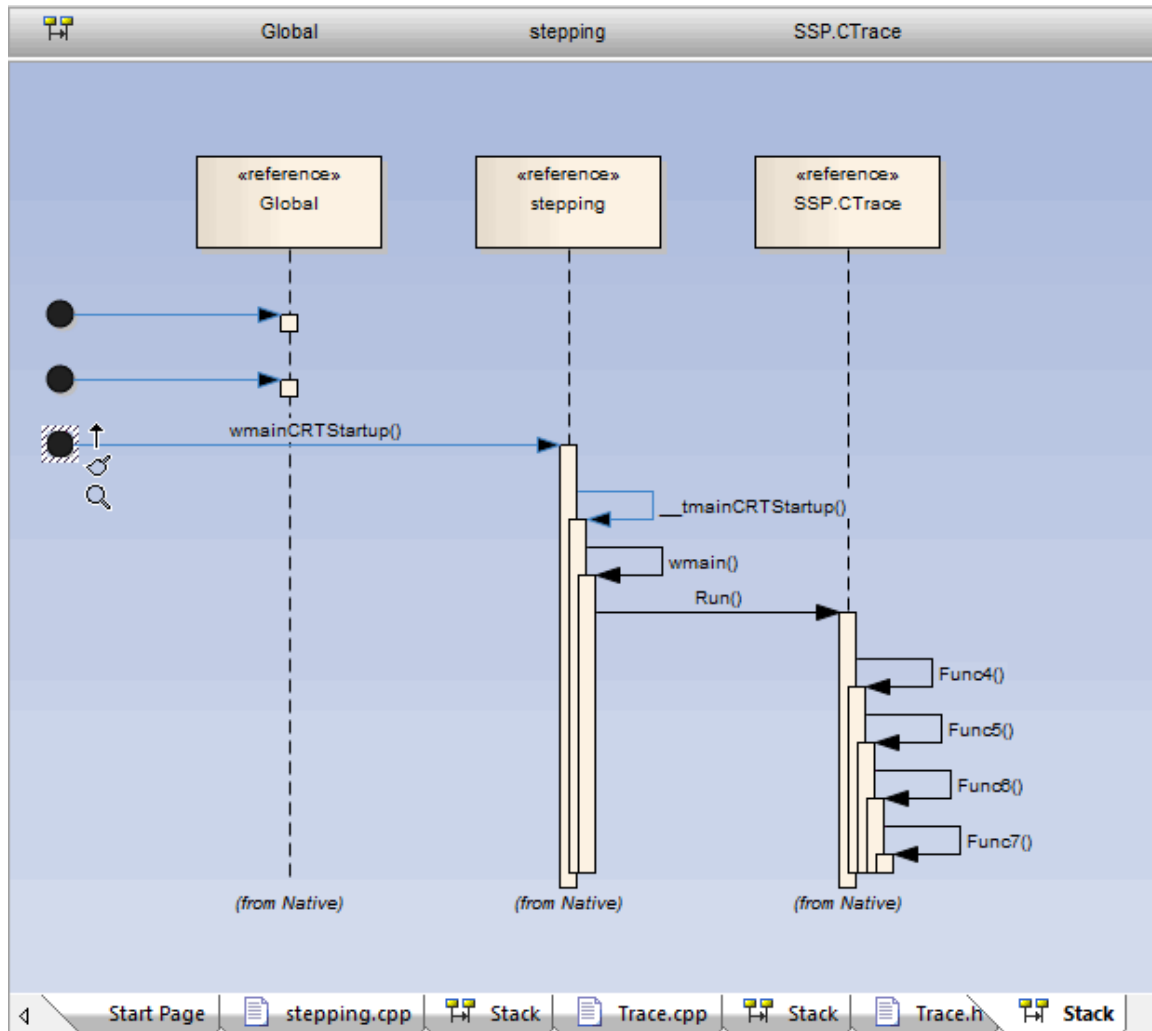 Global stepping SSP.CTrace
«reference» «reference» «reference»
Global stepping SSP.CTrace
wmainCRTStartup()
__tmainCRTStartup()
wmain()
Run()
Func4()
Func5()
Func6()
Func7()
(from Native) (from Native) (from Native)
Start Page stepping.cpp Stack Trace.cpp Stack Trace.h Stack